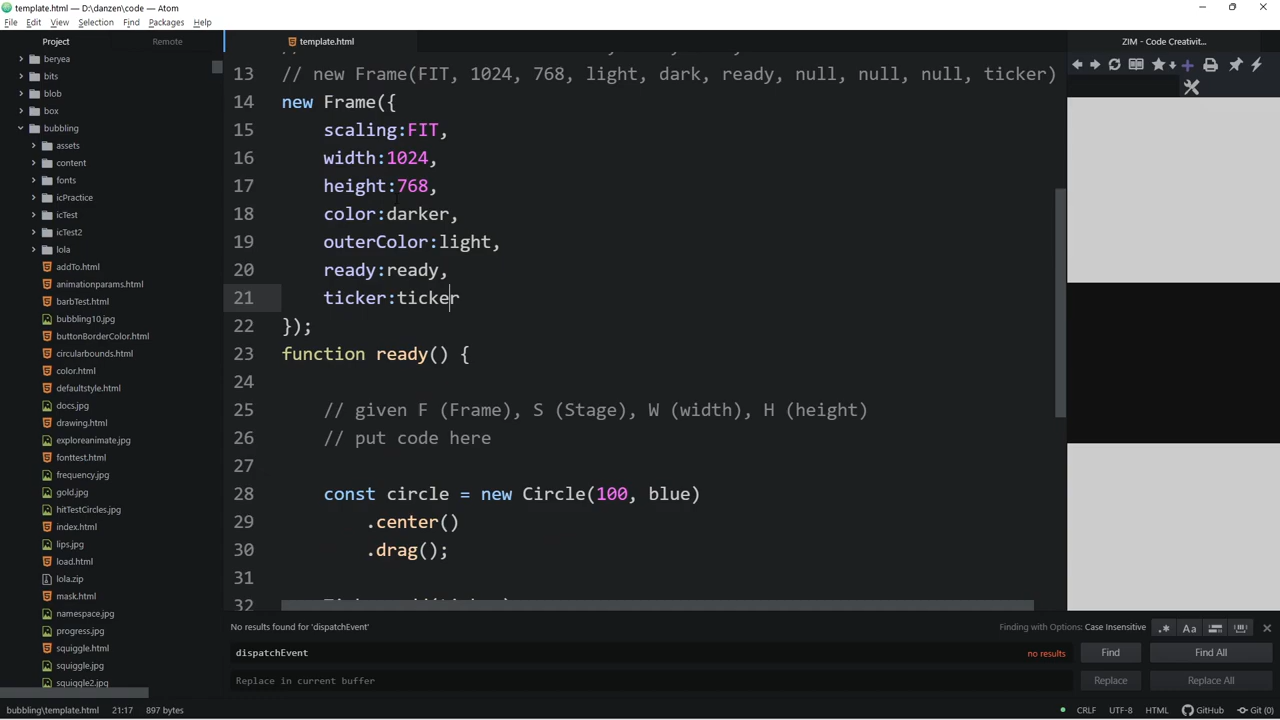 template.html — D:\danzen\code — Atom
File Edit View Selection Find Packages Help
Project
Remote
template.html
ZIM - Code Creativit...
beryea
bits
blob
box
bubbling
assets
content
fonts
icPractice
icTest
icTest2
lola
addTo.html
animationparams.html
barbTest.html
bubbling10.jpg
buttonBorderColor.html
circularbounds.html
color.html
defaultstyle.html
docs.jpg
drawing.html
exploreanimate.jpg
fonttest.html
frequency.jpg
gold.jpg
hitTestCircles.jpg
index.html
lips.jpg
load.html
lola.zip
mask.html
namespace.jpg
progress.jpg
squiggle.html
squiggle.jpg
squiggle2.jpg
13 // new Frame(FIT, 1024, 768, light, dark, ready, null, null, null, ticker)
14 new Frame({
15 scaling:FIT,
16 width:1024,
17 height:768,
18 color:darker,
19 outerColor:light,
20 ready:ready,
21 ticker:ticker
22 });
23 function ready() {
24
25 // given F (Frame), S (Stage), W (width), H (height)
26 // put code here
27
28 const circle = new Circle(100, blue)
29 .center()
30 .drag();
31
32
No results found for 'dispatchEvent'
Finding with Options: Case Insensitive
.* Aa
dispatchEvent
no results
Find
Find All
Replace in current buffer
Replace
Replace All
bubbling\template.html 21:17 897 bytes
CRLF UTF-8 HTML GitHub Git (0)